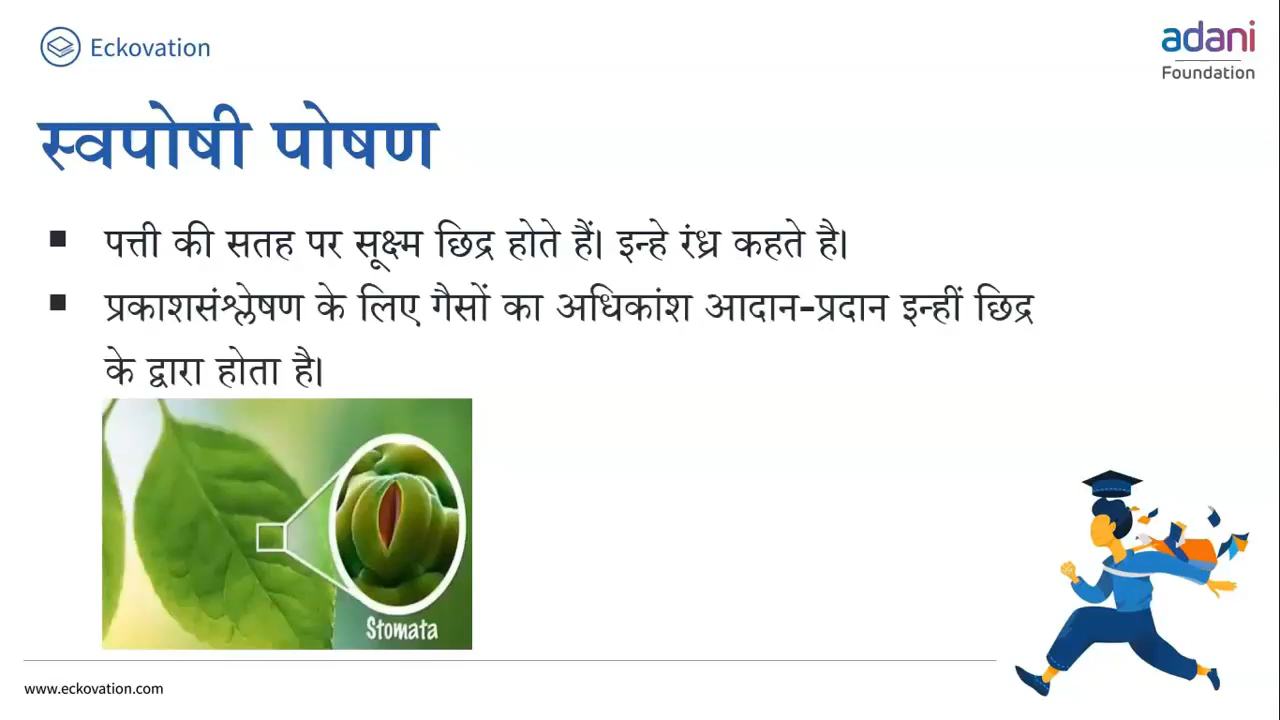 Eckovation
adani
Foundation
स्वपोषी पोषण
▪ पत्ती की सतह पर सूक्ष्म छिद्र होते हैं। इन्हे रंध्र कहते है।
▪ प्रकाशसंश्लेषण के लिए गैसों का अधिकांश आदान-प्रदान इन्हीं छिद्र
के द्वारा होता है।
Stomata
www.eckovation.com